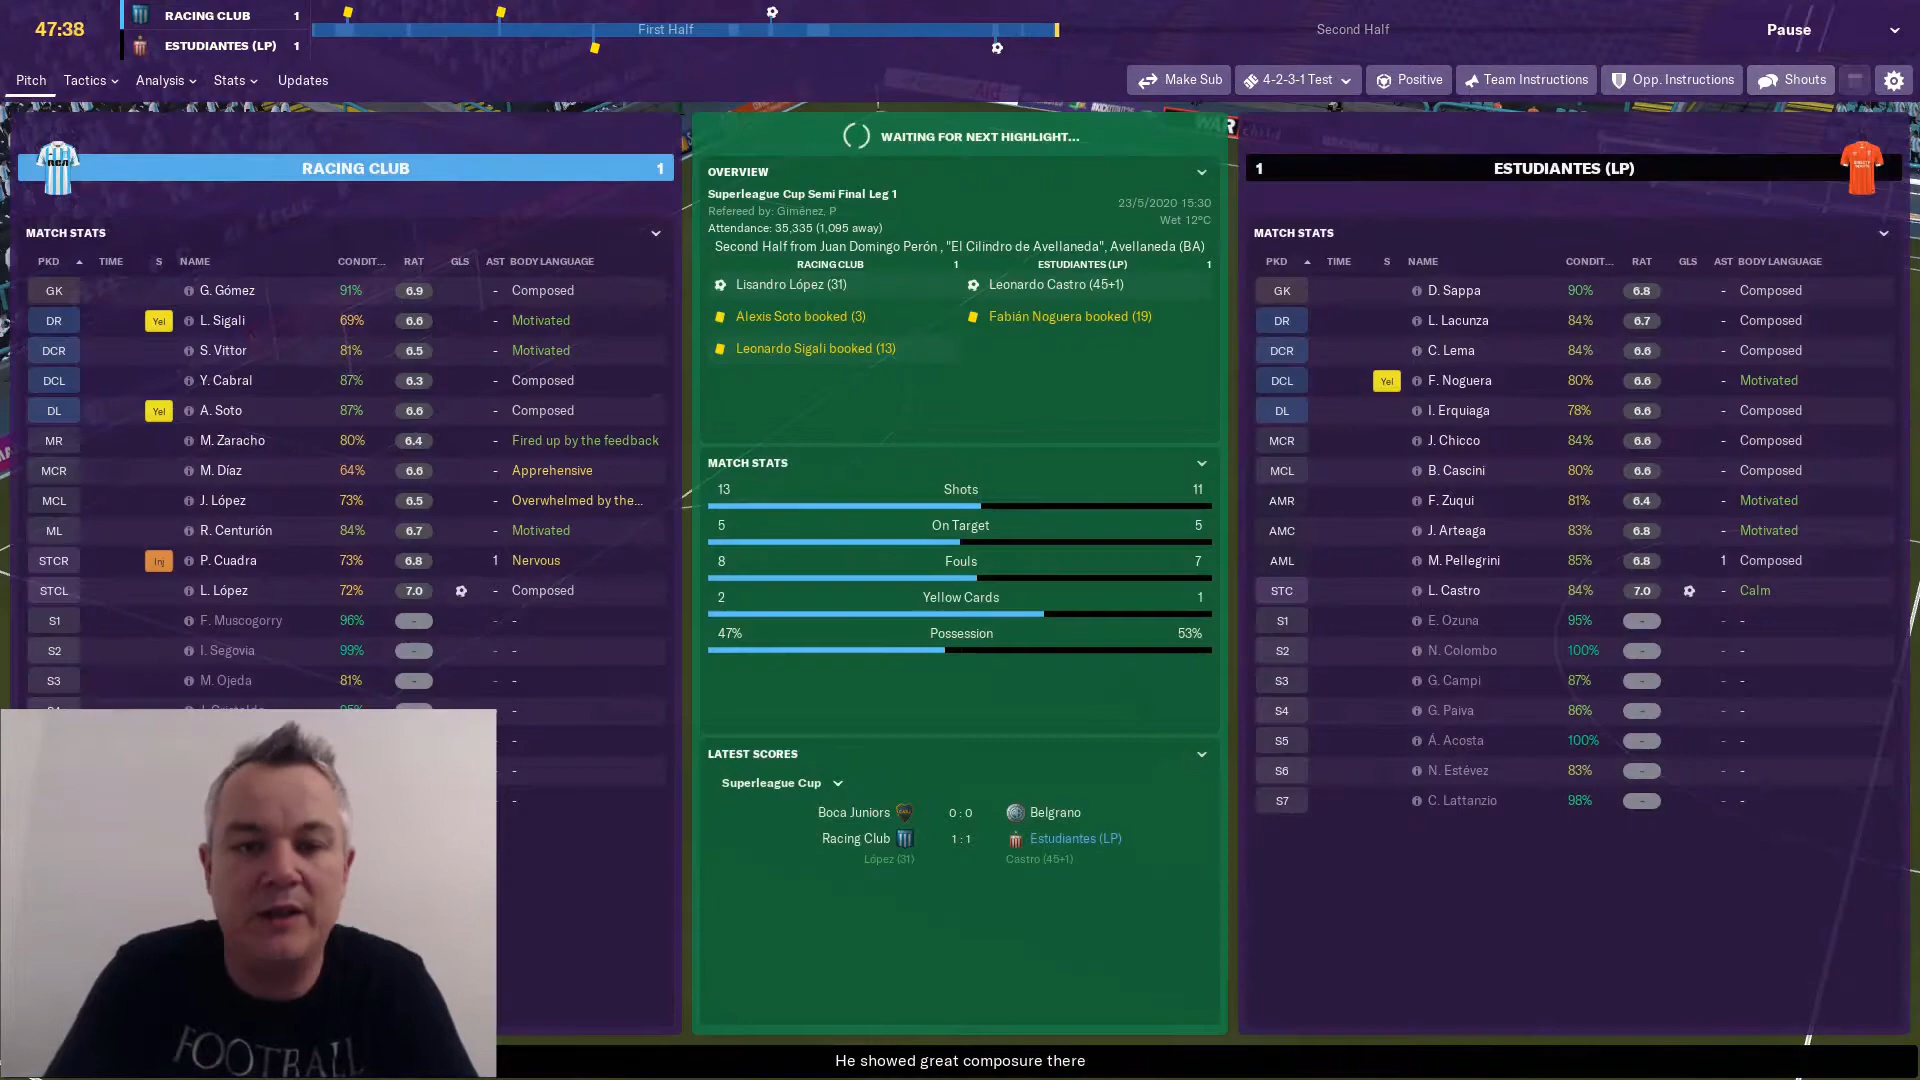 47:38
RACING CLUB 1
ESTUDIANTES (LP) 1
First Half
Second Half
Pause
Pitch Tactics Analysis Stats Updates
Make Sub 4-2-3-1 Test Positive Team Instructions Opp. Instructions Shouts
RACING CLUB 1
MATCH STATS
PKD TIME S NAME CONDIT... RAT GLS AST BODY LANGUAGE
GK G. Gómez 91% 6.9 - Composed
DR Yel L. Sigali 69% 6.6 - Motivated
DCR S. Vittor 81% 6.5 - Motivated
DCL Y. Cabral 87% 6.3 - Composed
DL Yel A. Soto 87% 6.6 - Composed
MR M. Zaracho 80% 6.4 - Fired up by the feedback
MCR M. Díaz 64% 6.6 - Apprehensive
MCL J. López 73% 6.5 - Overwhelmed by the...
ML R. Centurión 84% 6.7 - Motivated
STCR Inj P. Cuadra 73% 6.8 1 Nervous
STCL L. López 72% 7.0 - Composed
S1 F. Muscogorry 96% - - -
S2 I. Segovia 99% - - -
S3 M. Ojeda 81% - - -
FOOTBALL
WAITING FOR NEXT HIGHLIGHT...
OVERVIEW
Superleague Cup Semi Final Leg 1
Refereed by: Giménez, P
Attendance: 35,335 (1,095 away)
23/5/2020 15:30
Wet 12°C
Second Half from Juan Domingo Perón , "El Cilindro de Avellaneda", Avellaneda (BA)
RACING CLUB 1 ESTUDIANTES (LP) 1
Lisandro López (31) Leonardo Castro (45+1)
Alexis Soto booked (3) Fabián Noguera booked (19)
Leonardo Sigali booked (13)
MATCH STATS
13 Shots 11
5 On Target 5
8 Fouls 7
2 Yellow Cards 1
47% Possession 53%
LATEST SCORES
Superleague Cup
Boca Juniors 0 : 0 Belgrano
Racing Club 1 : 1 Estudiantes (LP)
López (31) Castro (45+1)
1 ESTUDIANTES (LP)
MATCH STATS
PKD TIME S NAME CONDIT... RAT GLS AST BODY LANGUAGE
GK D. Sappa 90% 6.8 - Composed
DR L. Lacunza 84% 6.7 - Composed
DCR C. Lema 84% 6.6 - Composed
DCL Yel F. Noguera 80% 6.6 - Motivated
DL I. Erquiaga 78% 6.6 - Composed
MCR J. Chicco 84% 6.6 - Composed
MCL B. Cascini 80% 6.6 - Composed
AMR F. Zuqui 81% 6.4 - Motivated
AMC J. Arteaga 83% 6.8 - Motivated
AML M. Pellegrini 85% 6.8 1 Composed
STC L. Castro 84% 7.0 - Calm
S1 E. Ozuna 95% - - -
S2 N. Colombo 100% - - -
S3 G. Campi 87% - - -
S4 G. Paiva 86% - - -
S5 Á. Acosta 100% - - -
S6 N. Estévez 83% - - -
S7 C. Lattanzio 98% - - -
He showed great composure there